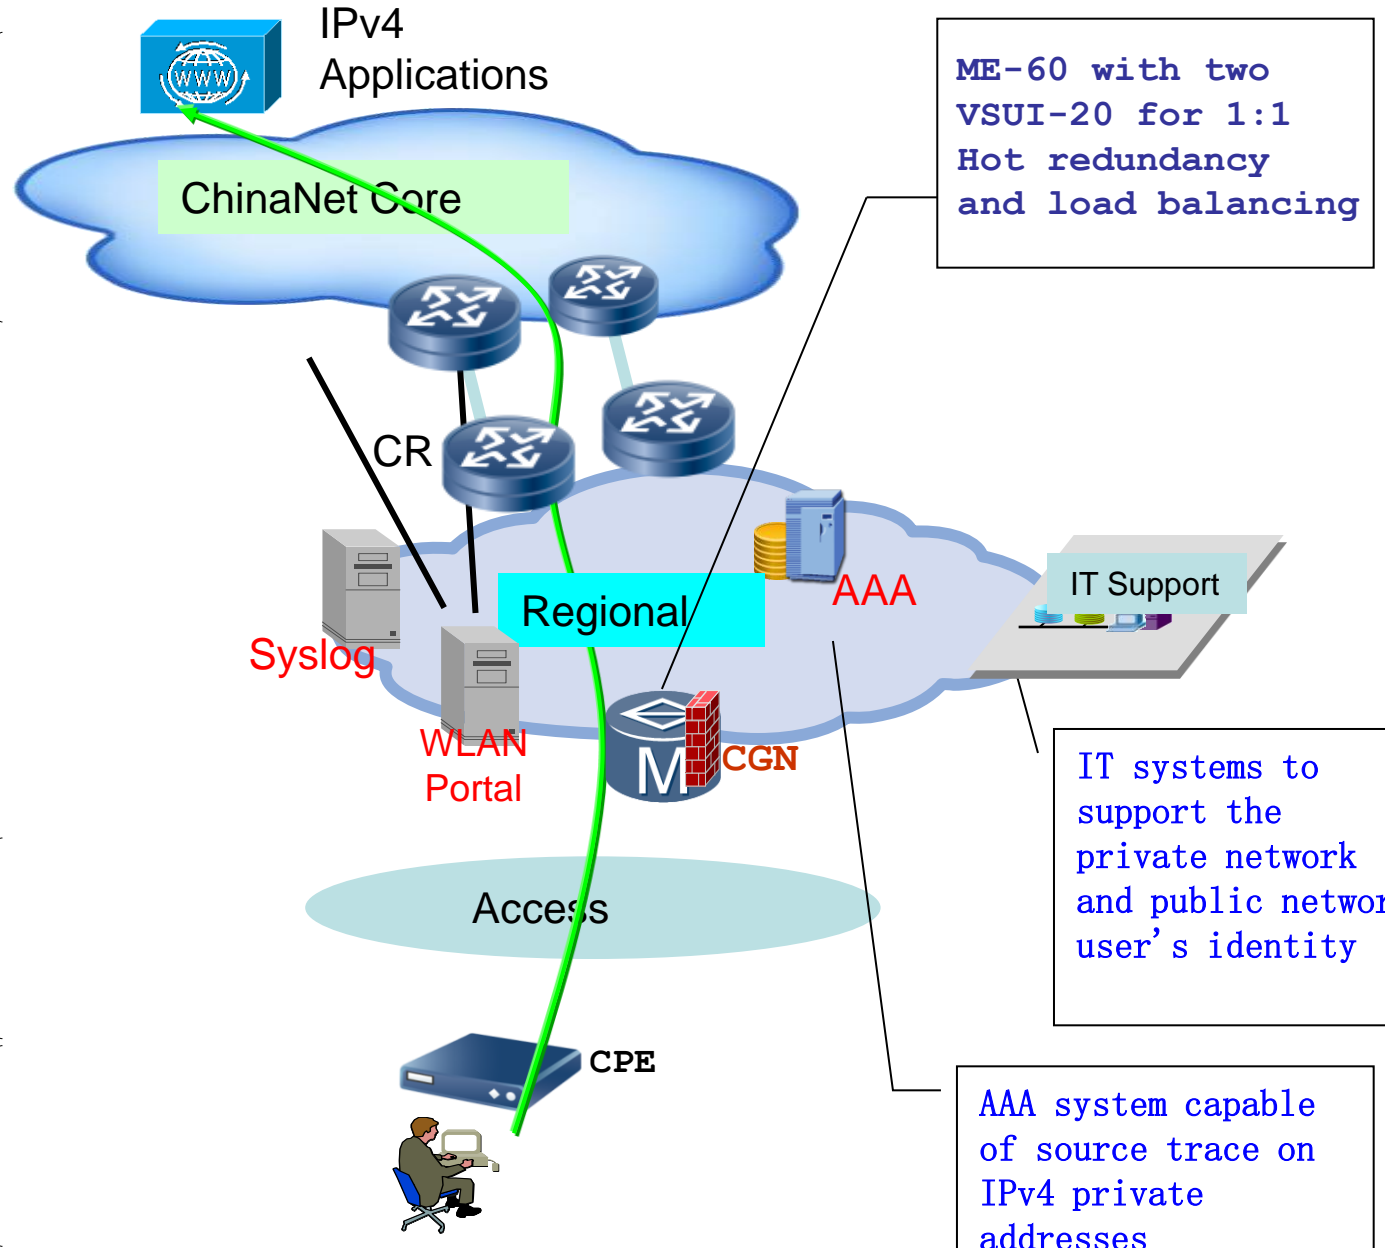 IPv4
Applications
WWW
ME-60 with two
VSUI-20 for 1:1
Hot redundancy
and load balancing
ChinaNet Core
CR
AAA
IT Support
Regional
Syslog
WLAN
Portal
M
CGN
IT systems to
support the
private network
and public networ
user's identity
Access
CPE
AAA system capable
of source trace on
IPv4 private
addresses